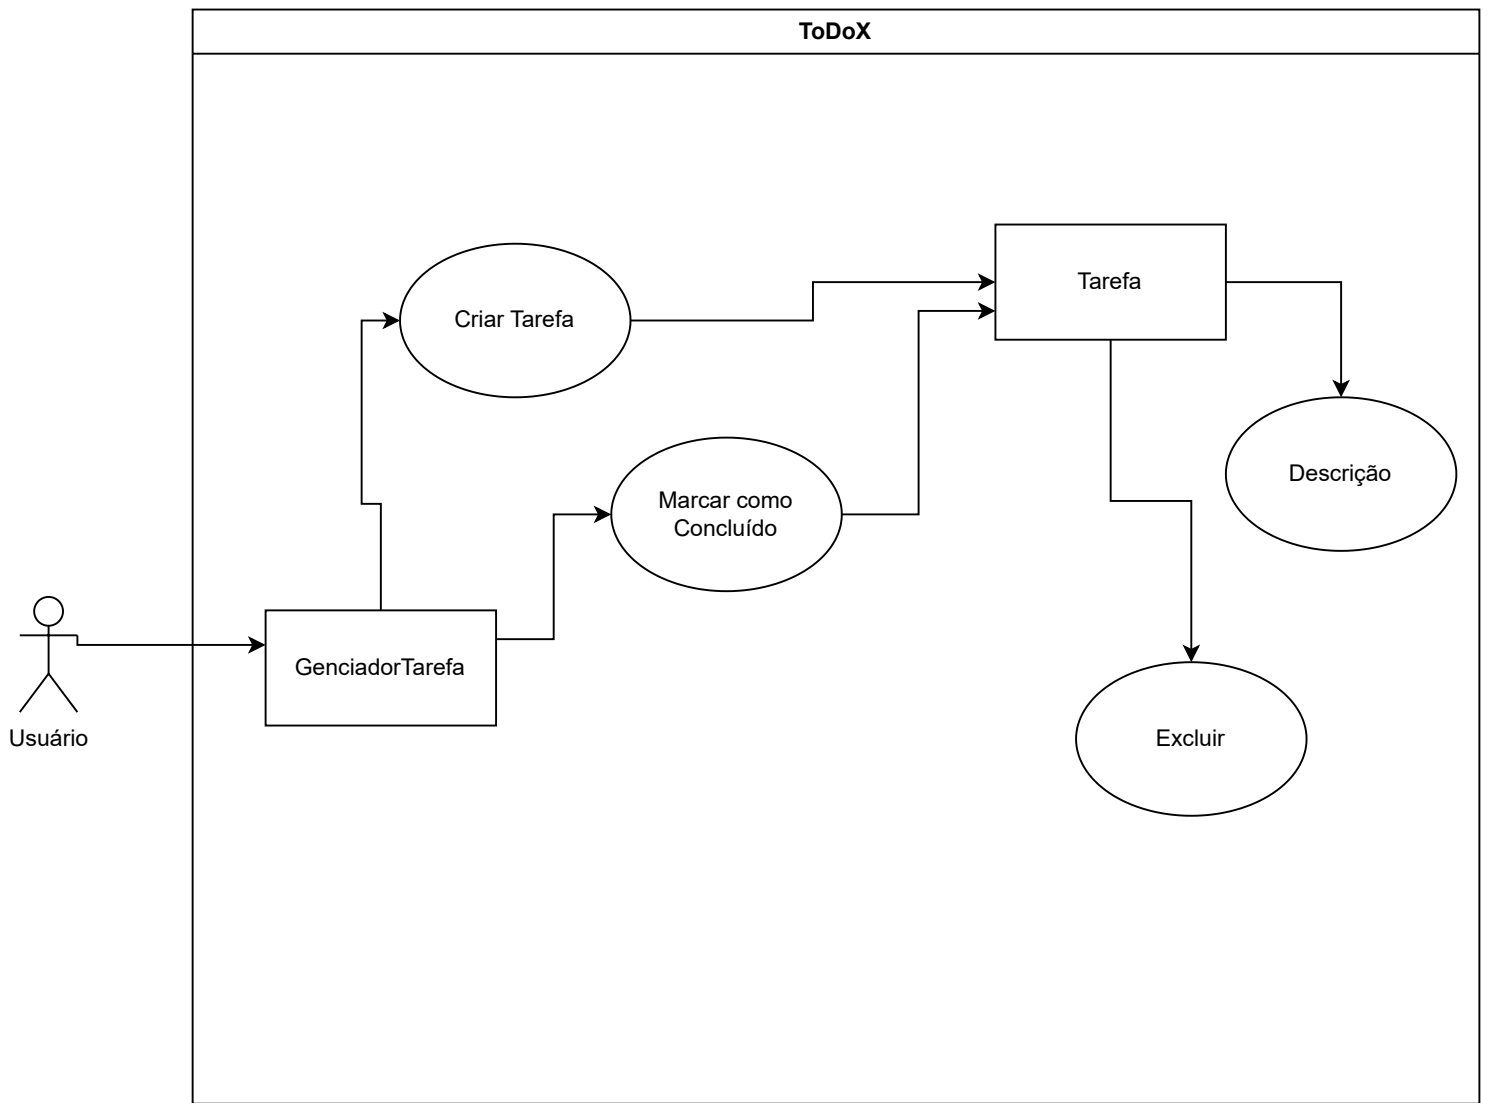 ToDoX
Criar Tarefa
Tarefa
Marcar como
Concluído
Descrição
GenciadorTarefa
Usuário
Excluir